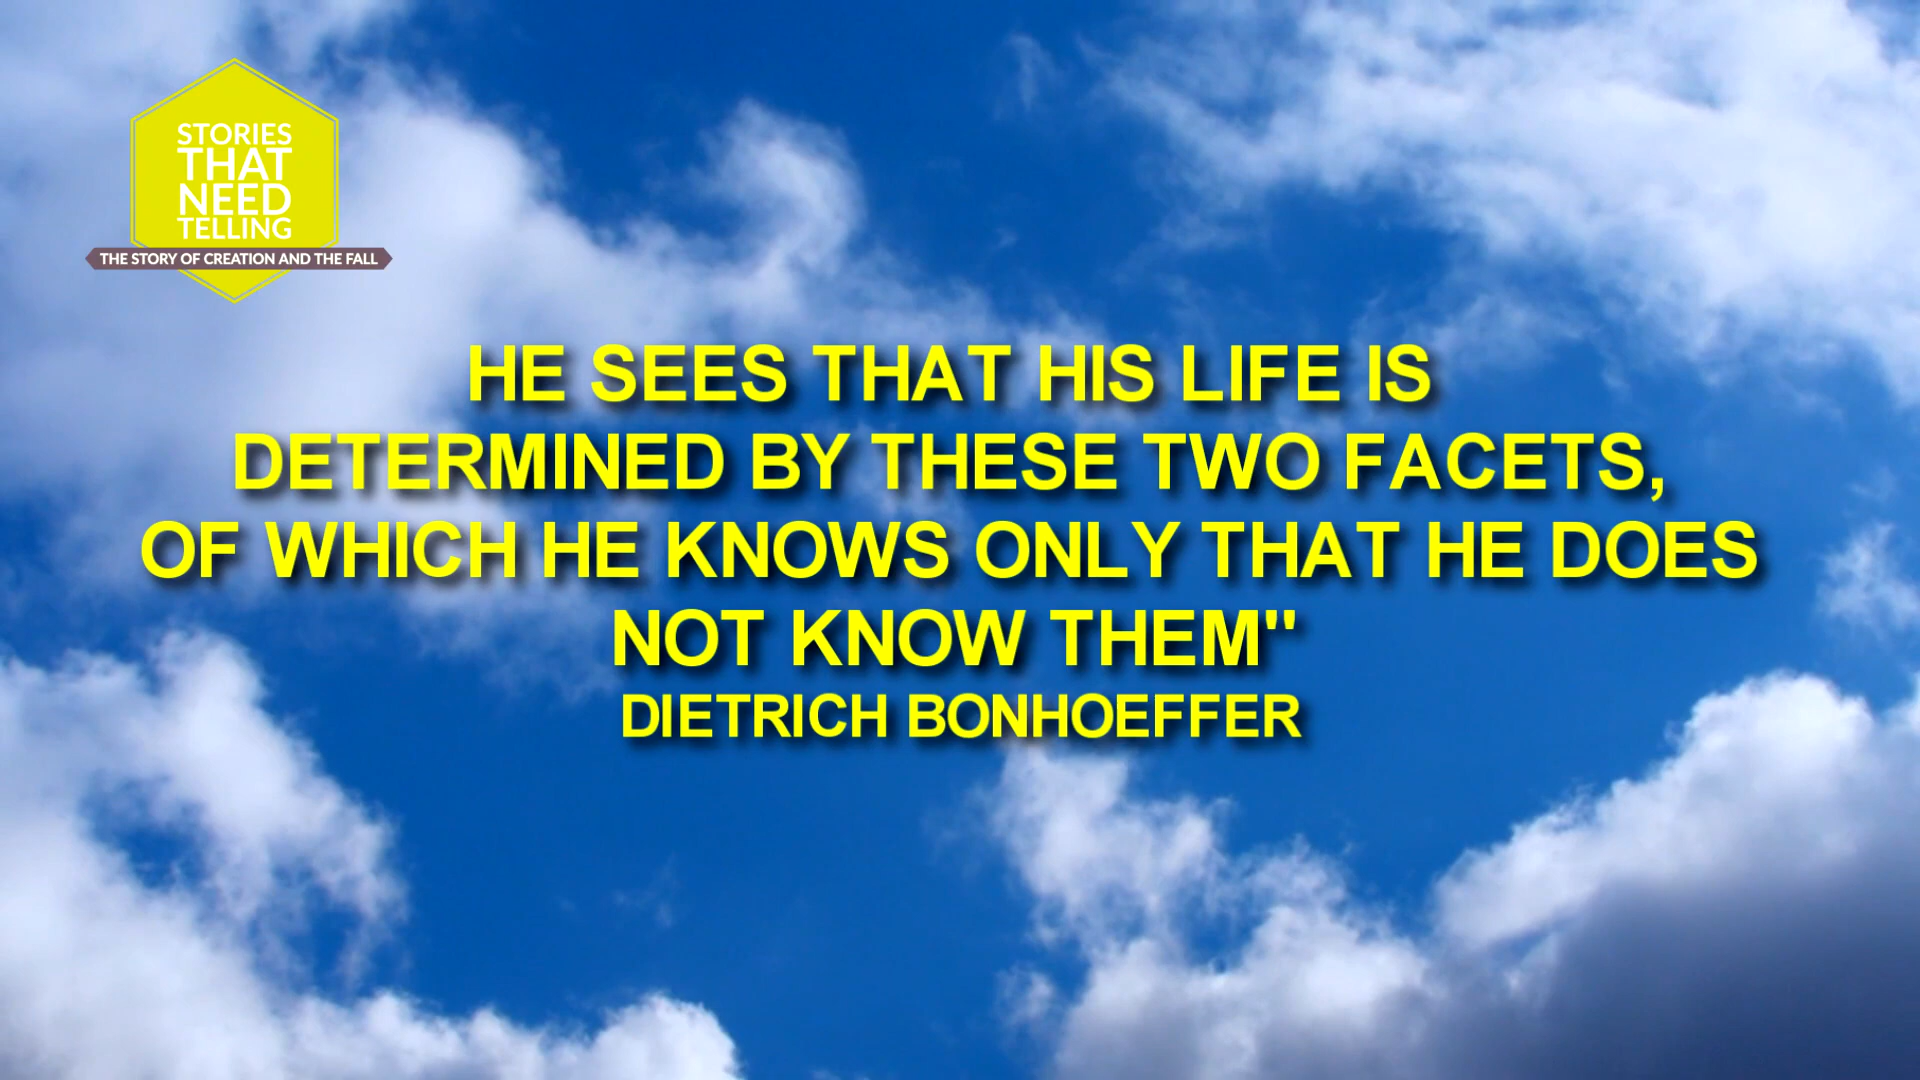 STORIES
THAT
NEED
TELLING
THE STORY OF CREATION AND THE FALL
HE SEES THAT HIS LIFE IS
DETERMINED BY THESE TWO FACETS,
OF WHICH HE KNOWS ONLY THAT HE DOES
NOT KNOW THEM"
DIETRICH BONHOEFFER